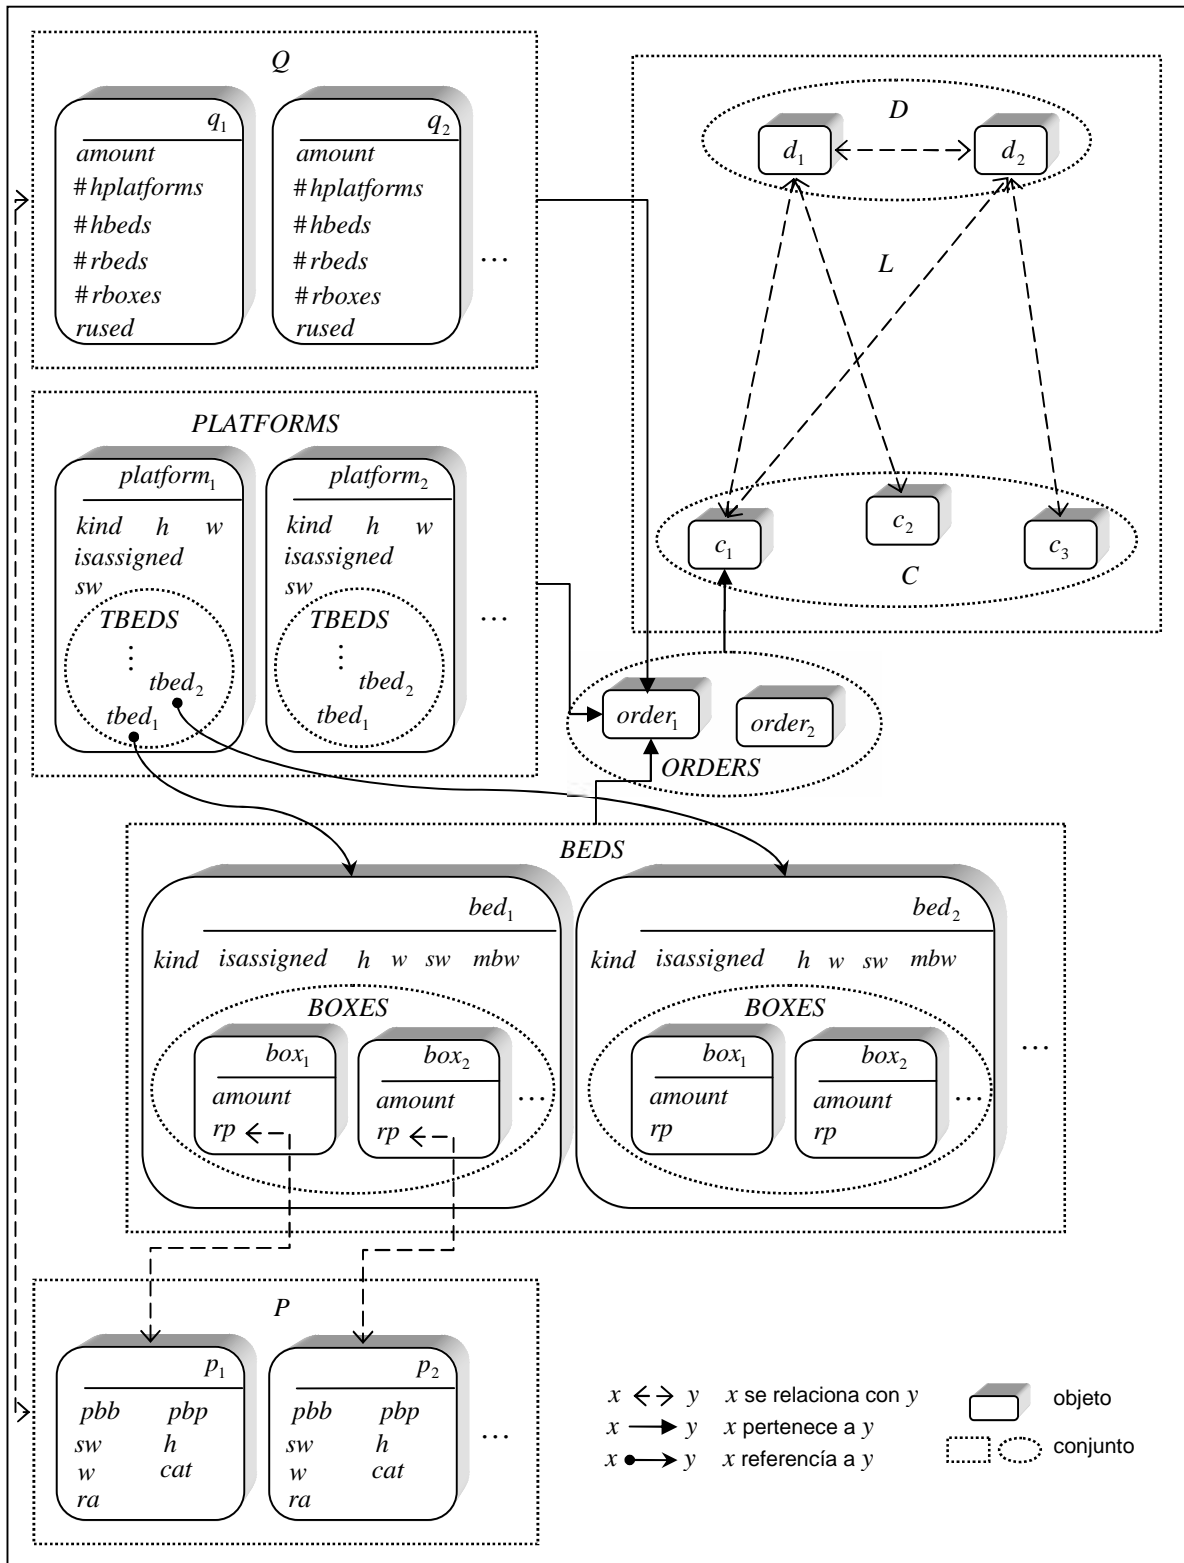 Q
q1 q2
amount amount
#hplatforms #hplatforms
#hbeds #hbeds
#rbeds #rbeds
#rboxes #rboxes
rused rused
...
D
d1 d2
L
c1 c2 c3
C
PLATFORMS
platform1 platform2
kind h w kind h w
isassigned isassigned
sw sw
TBEDS TBEDS
⋮ ⋮
tbed2 tbed2
tbed1 tbed1
...
order1 order2
ORDERS
BEDS
bed1 bed2
kind isassigned h w sw mbw kind isassigned h w sw mbw
BOXES BOXES
box1 box2 box1 box2
amount amount ... amount amount ...
rp rp rp rp
...
P
p1 p2
pbb pbp pbb pbp
sw h sw h
w cat w cat
ra ra
...
x y x se relaciona con y
x y x pertenece a y
x y x referencía a y
objeto
conjunto